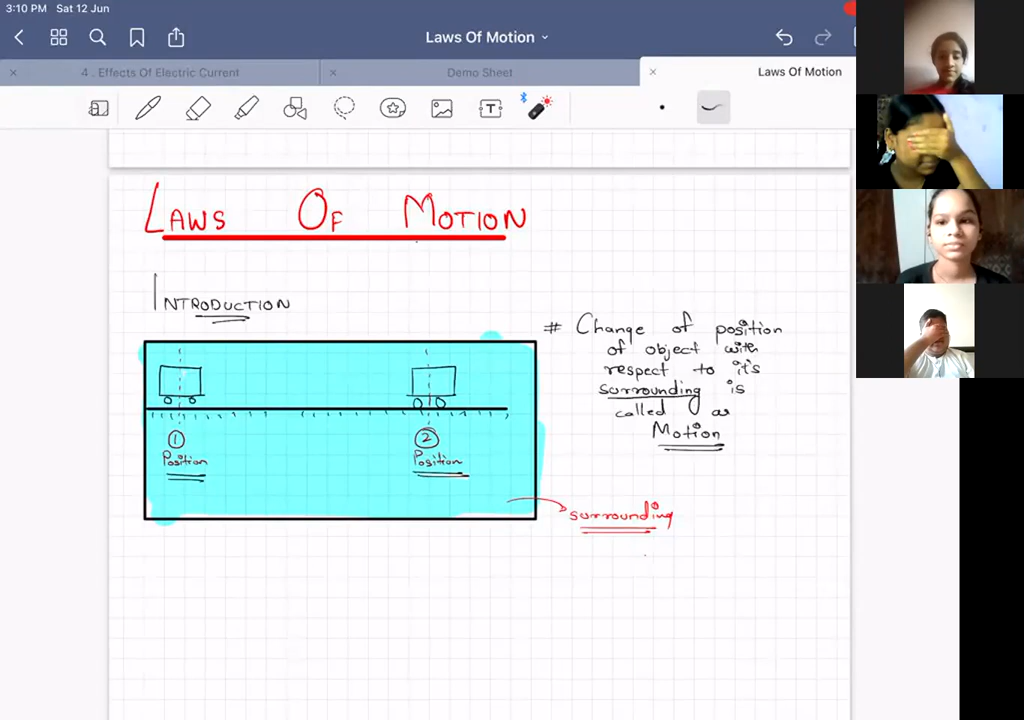 3:10 PM Sat 12 Jun
Laws Of Motion
4 . Effects Of Electric Current
Demo Sheet
Laws Of Motion
T
LAWS OF MOTION
INTRODUCTION
# Change of position
of object with
respect to it's
surrounding is
called as
Motion
1
Position
2
Position
surrounding